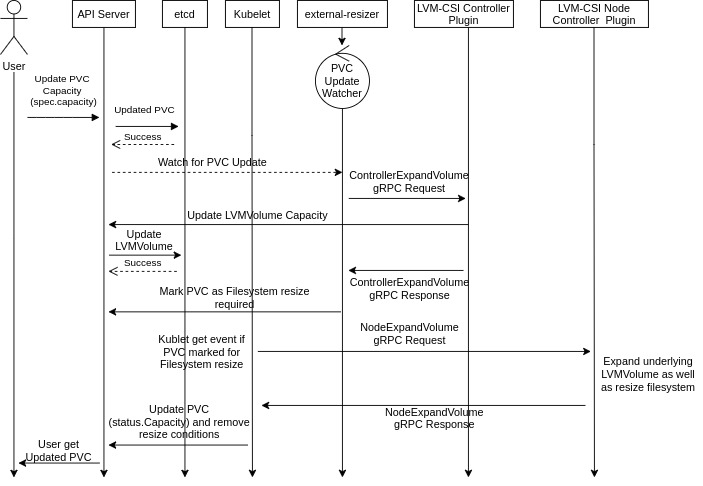 API Server
etcd
Kubelet
external-resizer
LVM-CSI Controller
Plugin
LVM-CSI Node
Controller Plugin
User
PVC
Update
Watcher
Update PVC
Capacity
(spec.capacity)
Updated PVC
Success
Watch for PVC Update
ControllerExpandVolume
gRPC Request
Update LVMVolume Capacity
Update
LVMVolume
Success
ControllerExpandVolume
gRPC Response
Mark PVC as Filesystem resize
required
NodeExpandVolume
gRPC Request
Kublet get event if
PVC marked for
Filesystem resize
Expand underlying
LVMVolume as well
as resize filesystem
NodeExpandVolume
gRPC Response
Update PVC
(status.Capacity) and remove
resize conditions
User get
Updated PVC